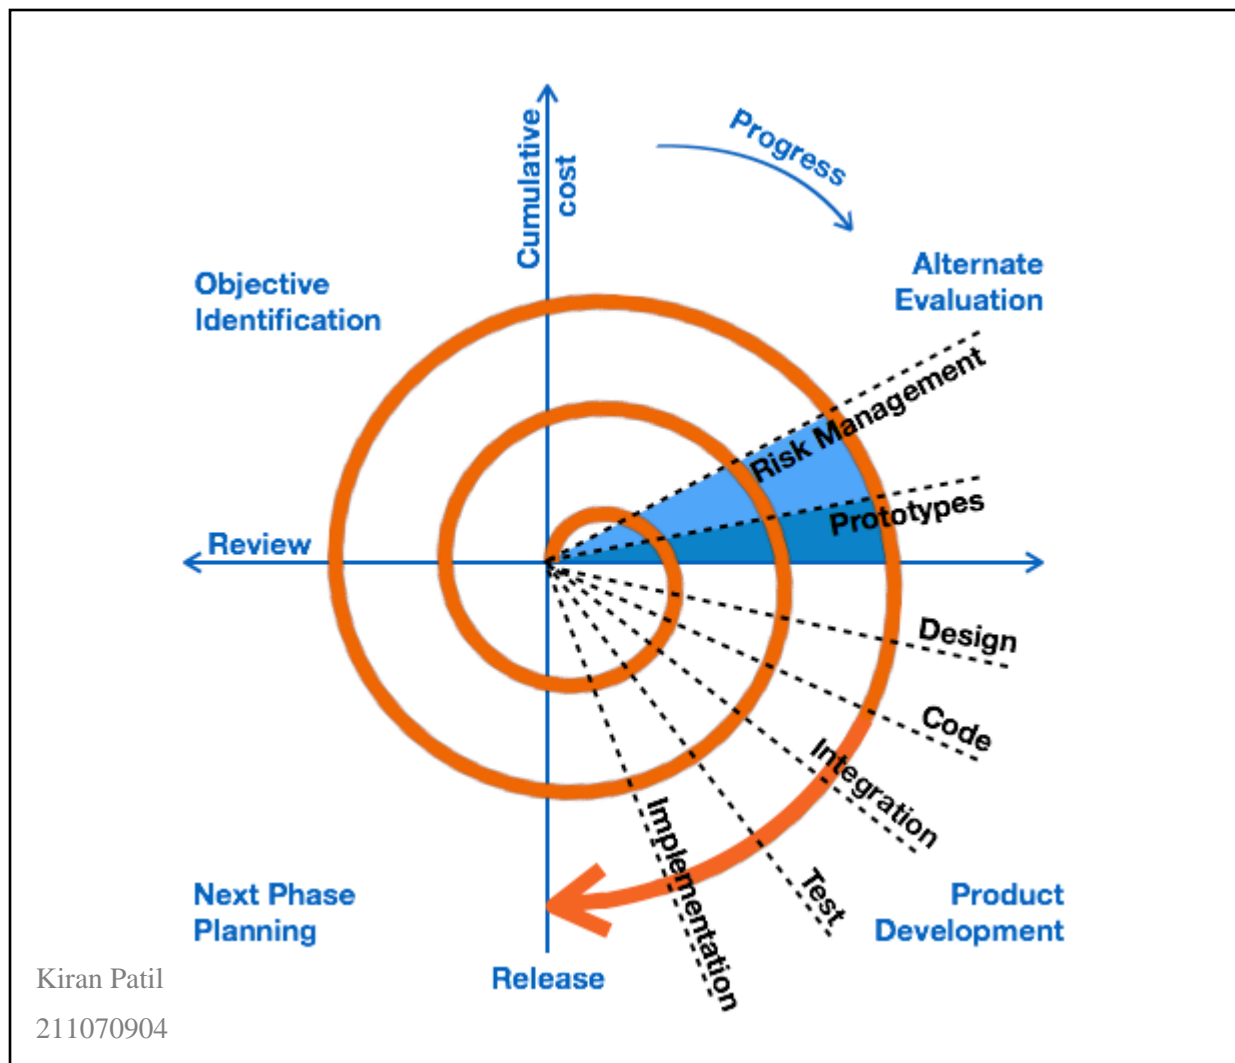 Cumulative
cost
Progress
Objective
Identification
Alternate
Evaluation
Risk Management
Prototypes
Review
Design
Code
Integration
Test
Implementation
Next Phase
Planning
Product
Development
Release
Kiran Patil
211070904